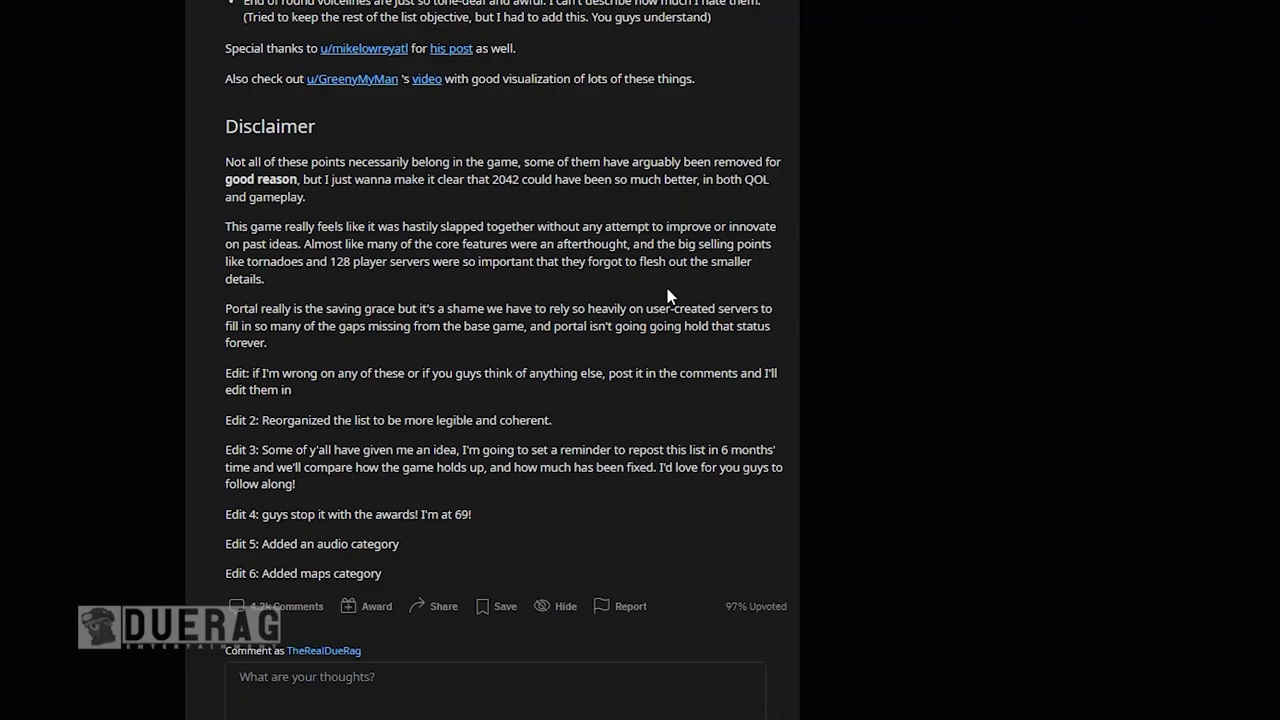 End of round voicelines are just so tone-deaf and awful. I can't describe how much I hate them.
(Tried to keep the rest of the list objective, but I had to add this. You guys understand)
Special thanks to u/mikelowreyatl for his post as well.
Also check out u/GreenyMyMan 's video with good visualization of lots of these things.
Disclaimer
Not all of these points necessarily belong in the game, some of them have arguably been removed for
good reason, but I just wanna make it clear that 2042 could have been so much better, in both QOL
and gameplay.
This game really feels like it was hastily slapped together without any attempt to improve or innovate
on past ideas. Almost like many of the core features were an afterthought, and the big selling points
like tornadoes and 128 player servers were so important that they forgot to flesh out the smaller
details.
Portal really is the saving grace but it's a shame we have to rely so heavily on user-created servers to
fill in so many of the gaps missing from the base game, and portal isn't going going hold that status
forever.
Edit: if I'm wrong on any of these or if you guys think of anything else, post it in the comments and I'll
edit them in
Edit 2: Reorganized the list to be more legible and coherent.
Edit 3: Some of y'all have given me an idea, I'm going to set a reminder to repost this list in 6 months'
time and we'll compare how the game holds up, and how much has been fixed. I'd love for you guys to
follow along!
Edit 4: guys stop it with the awards! I'm at 69!
Edit 5: Added an audio category
Edit 6: Added maps category
4.2k Comments Award Share Save Hide Report 97% Upvoted
DUERAG
ENTERTAINMENT
Comment as TheRealDueRag
What are your thoughts?